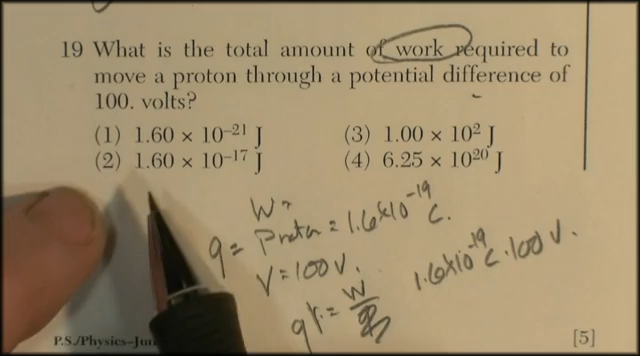 19 What is the total amount of work required to
move a proton through a potential difference of
100. volts?
(1) 1.60 × 10⁻²¹ J (3) 1.00 × 10² J
(2) 1.60 × 10⁻¹⁷ J (4) 6.25 × 10²⁰ J
W =
q = Proton = 1.6×10⁻¹⁹ C.
V = 100 V. 1.6×10⁻¹⁹ C · 100 V.
qV = W/q
P.S./Physics–Jun [5]